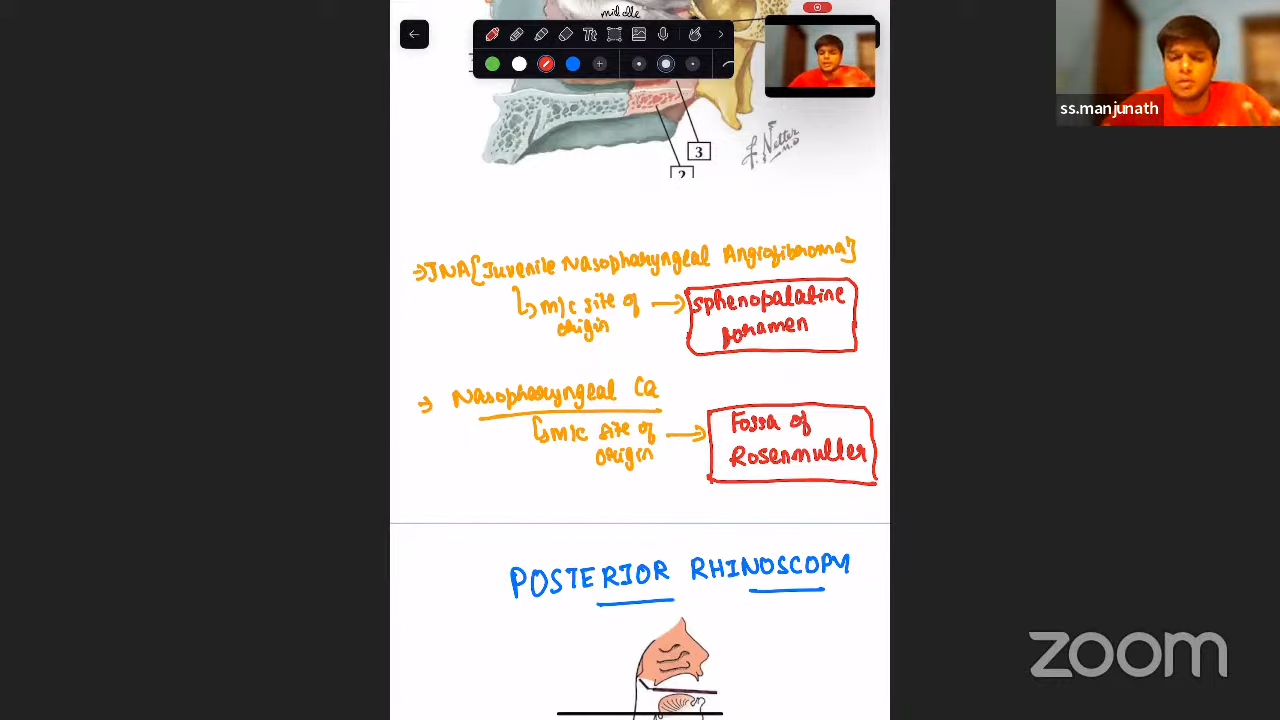 middle
Tt
ss.manjunath
F. Netter
M.D.
3
2
→JNA{Juvenile Nasopharyngeal Angiofibroma}
↳M/c site of → Sphenopalatine
origin foramen
→ Nasopharyngeal Ca
↳M/c site of → Fossa of
origin Rosenmuller
POSTERIOR RHINOSCOPY
zoom